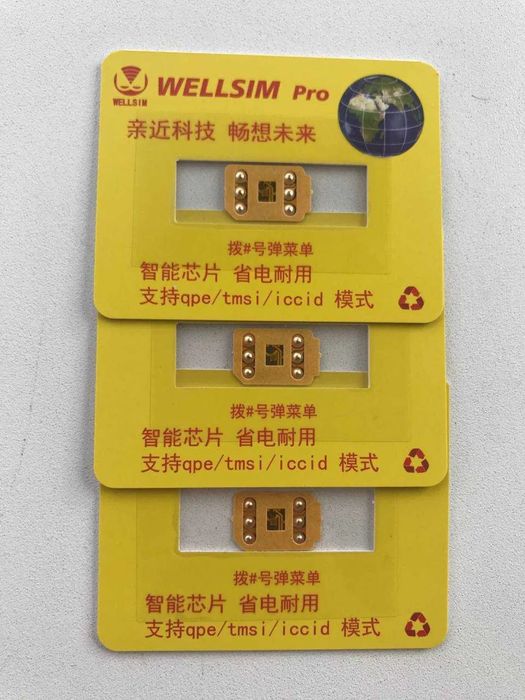 WELLSIM Pro
WELLSIM
亲近科技 畅想未来
拨#号弹菜单
智能芯片 省电耐用
支持qpe/tmsi/iccid 模式
拨#号弹菜单
智能芯片 省电耐用
支持qpe/tmsi/iccid 模式
拨#号弹菜单
智能芯片 省电耐用
支持qpe/tmsi/iccid 模式